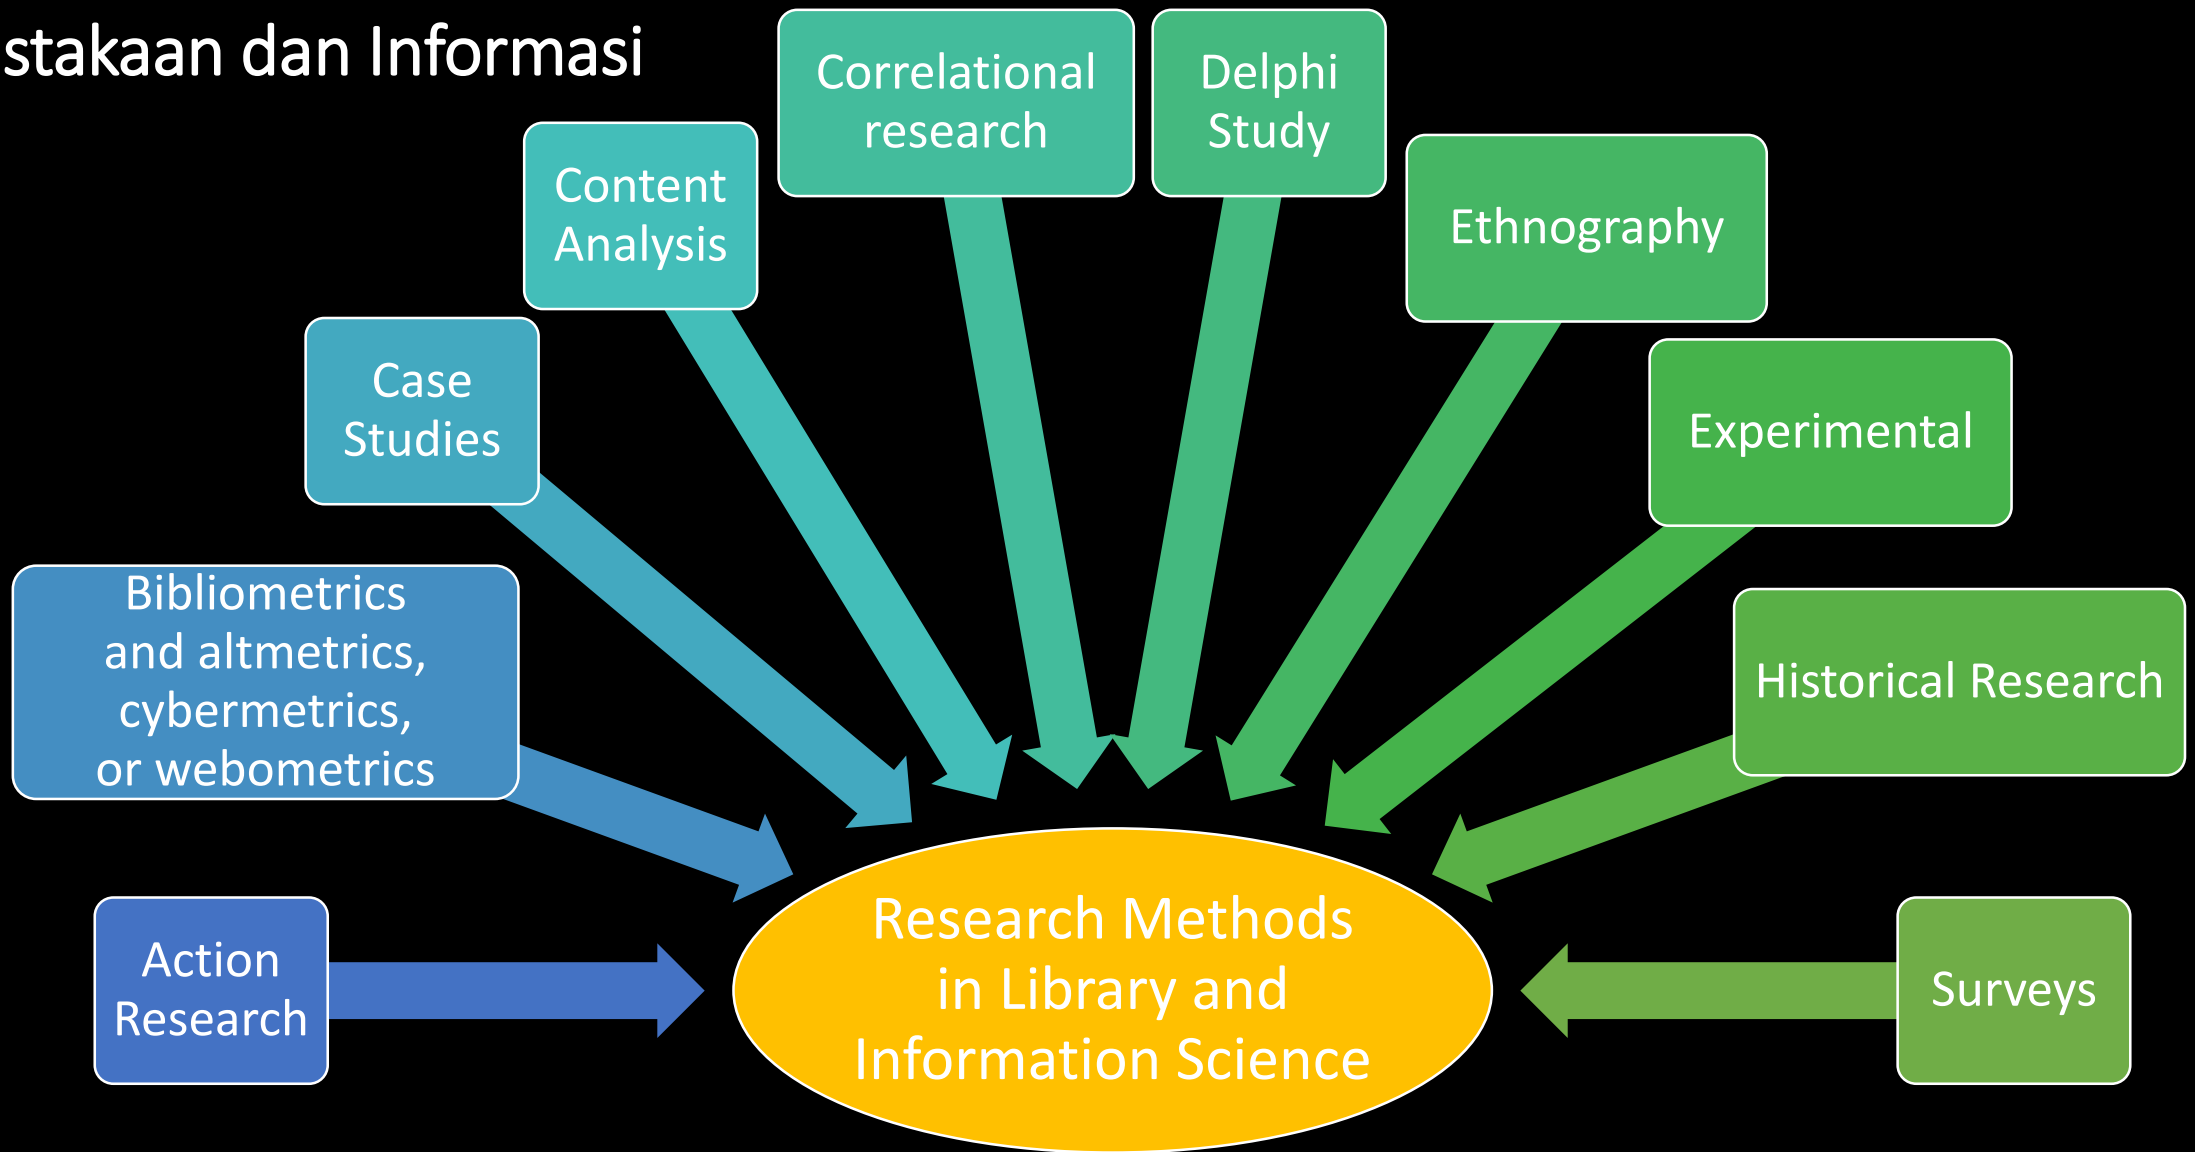 stakaan dan Informasi
Correlational
research
Delphi
Study
Content
Analysis
Ethnography
Case
Studies
Experimental
Bibliometrics
and altmetrics,
cybermetrics,
or webometrics
Historical Research
Action
Research
Research Methods
in Library and
Information Science
Surveys